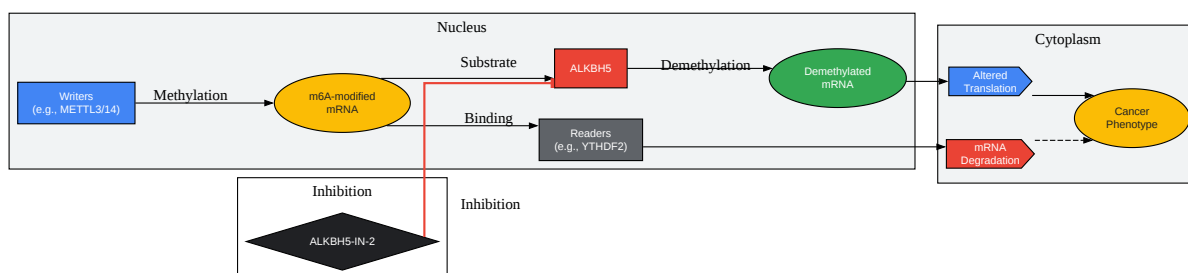 Nucleus
Writers
(e.g., METTL3/14)
Methylation
m6A-modified
mRNA
Substrate
Binding
ALKBH5
Readers
(e.g., YTHDF2)
Demethylation
Demethylated
mRNA
Cytoplasm
Altered
Translation
mRNA
Degradation
Cancer
Phenotype
Inhibition
ALKBH5-IN-2
Inhibition